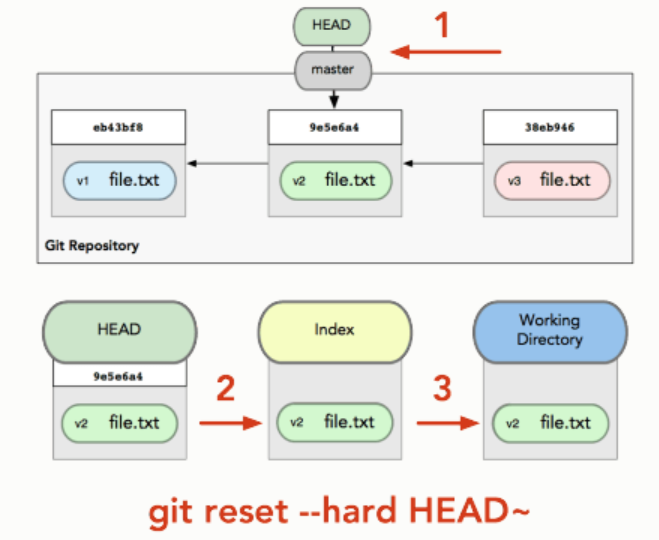 HEAD
1
master
eb43bf8
9e5e6a4
38eb946
v1 file.txt
v2 file.txt
v3 file.txt
Git Repository
HEAD
Index
Working
Directory
9e5e6a4
2
3
v2 file.txt
v2 file.txt
v2 file.txt
git reset --hard HEAD~